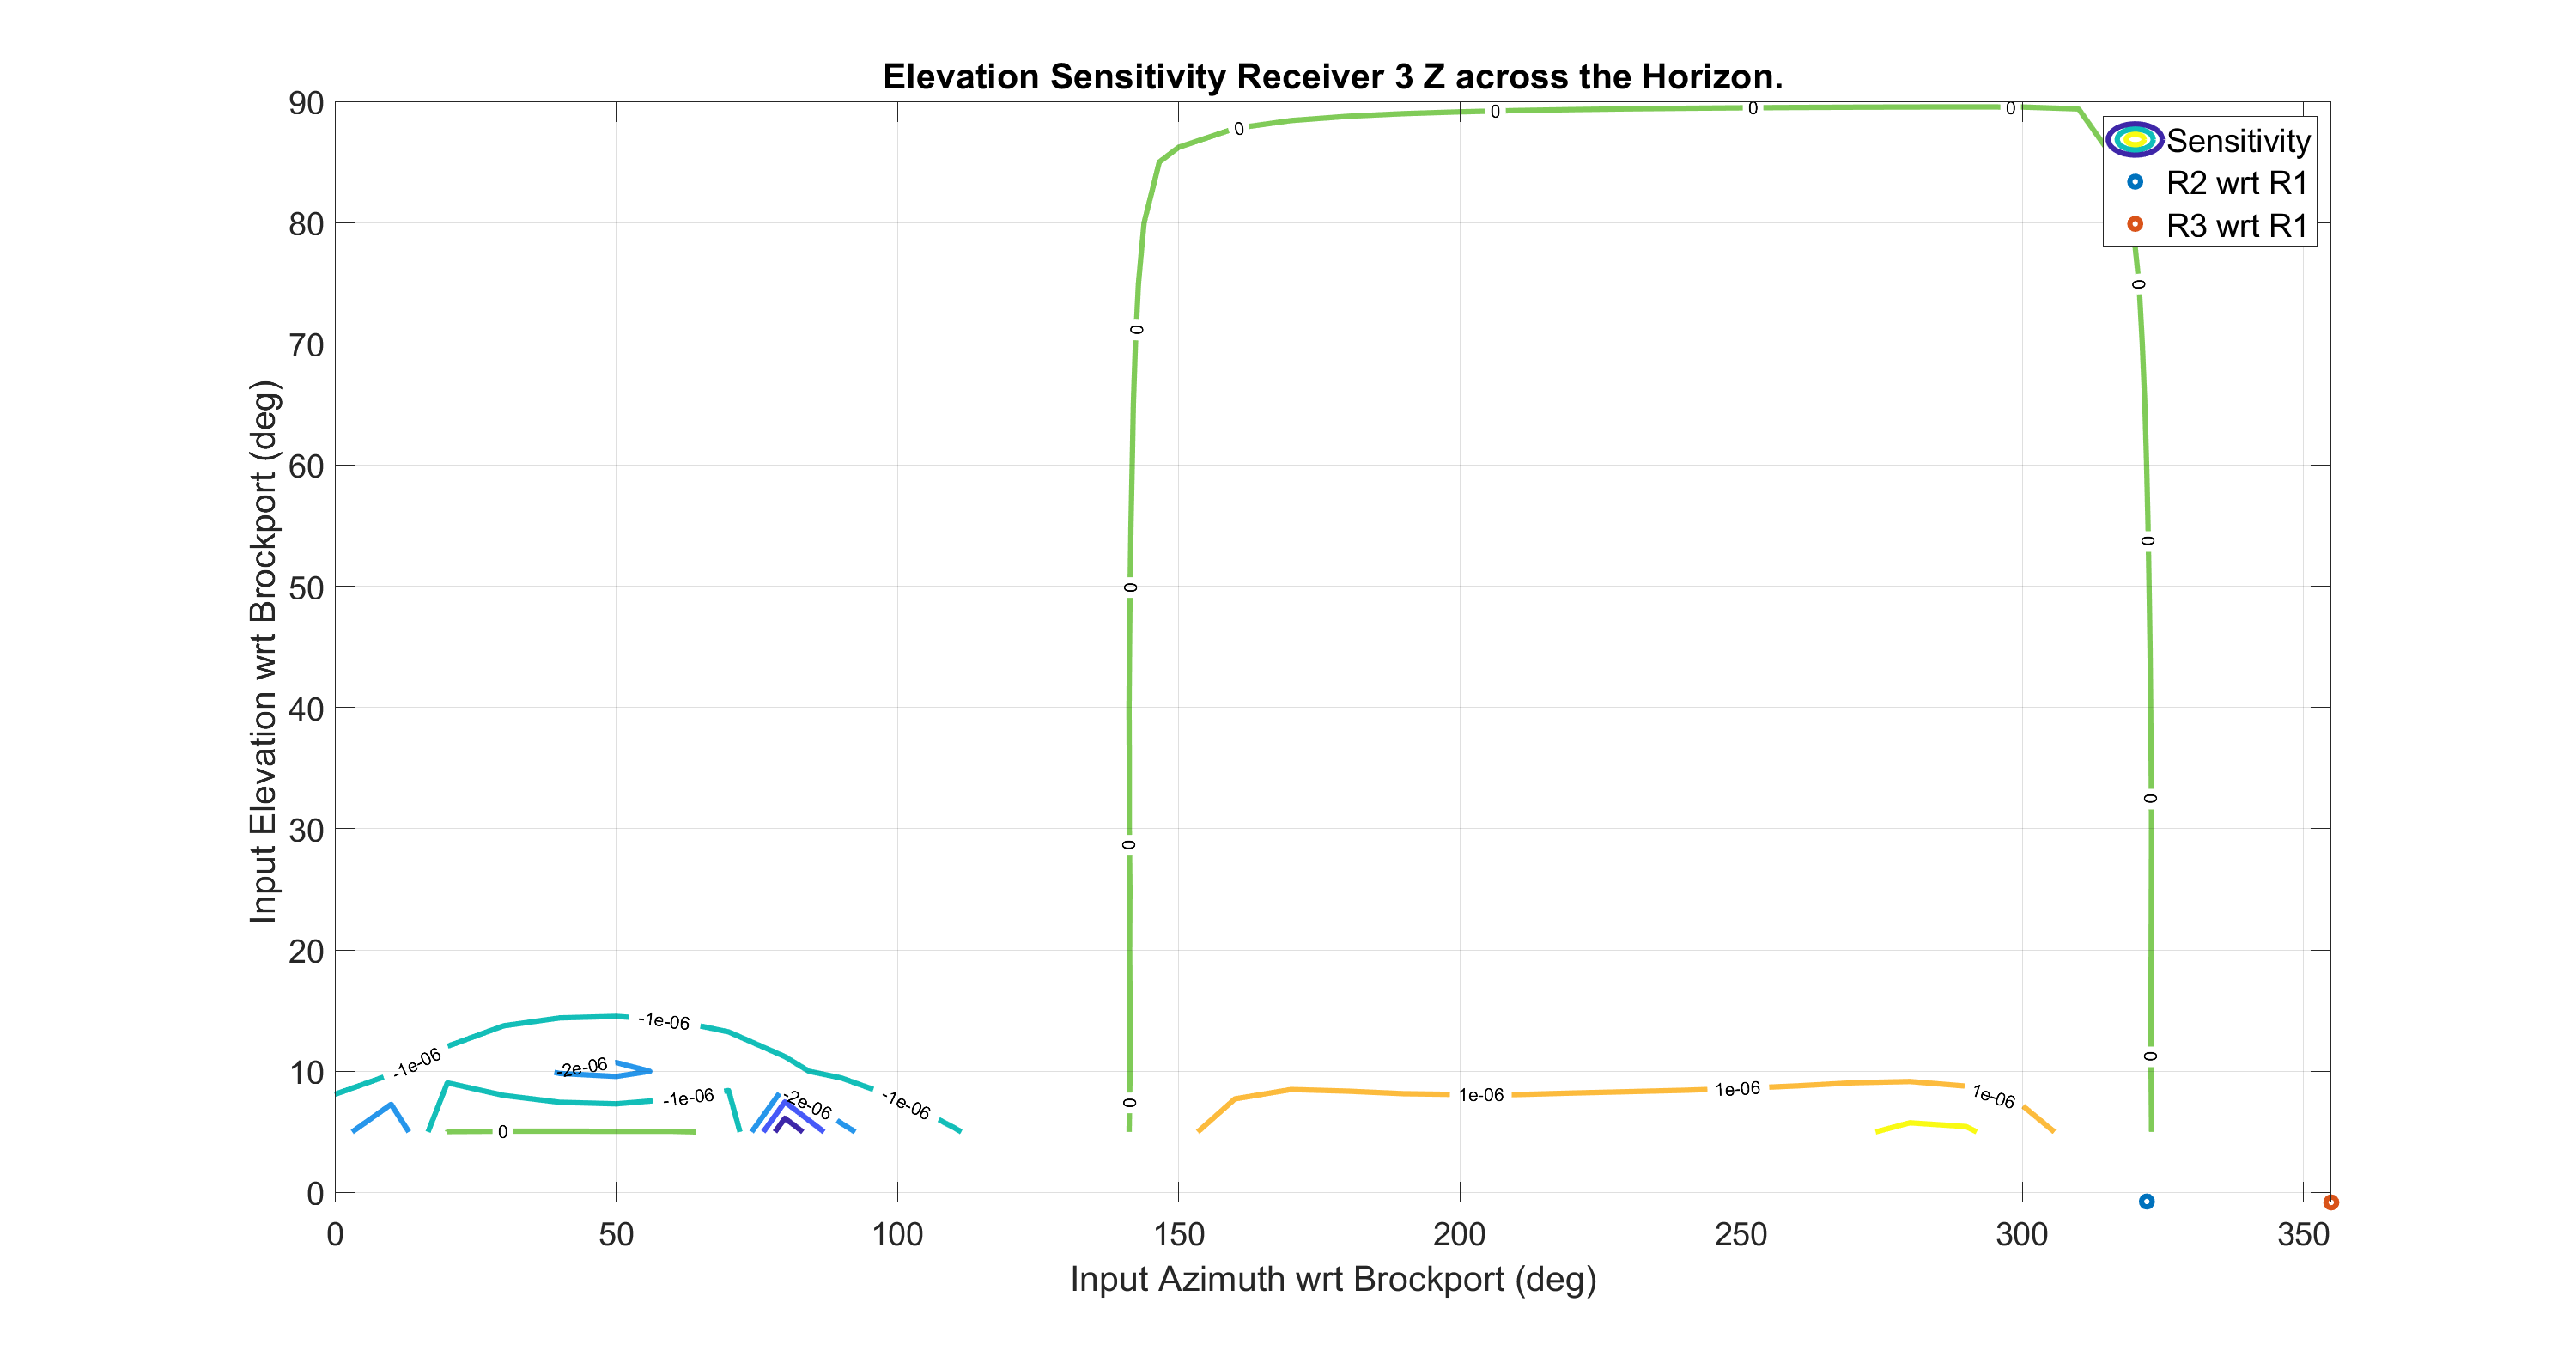 Elevation Sensitivity Receiver 3 Z across the Horizon.
90
80
70
60
50
40
30
20
10
0
Input Elevation wrt Brockport (deg)
0 50 100 150 200 250 300 350
Input Azimuth wrt Brockport (deg)
Sensitivity
R2 wrt R1
R3 wrt R1
0 0 0 0
0
0
0
0
0
0
0
0
0
-1e-06
-1e-06
-2e-06
-1e-06
-2e-06
-1e-06
0
1e-06
1e-06
1e-06